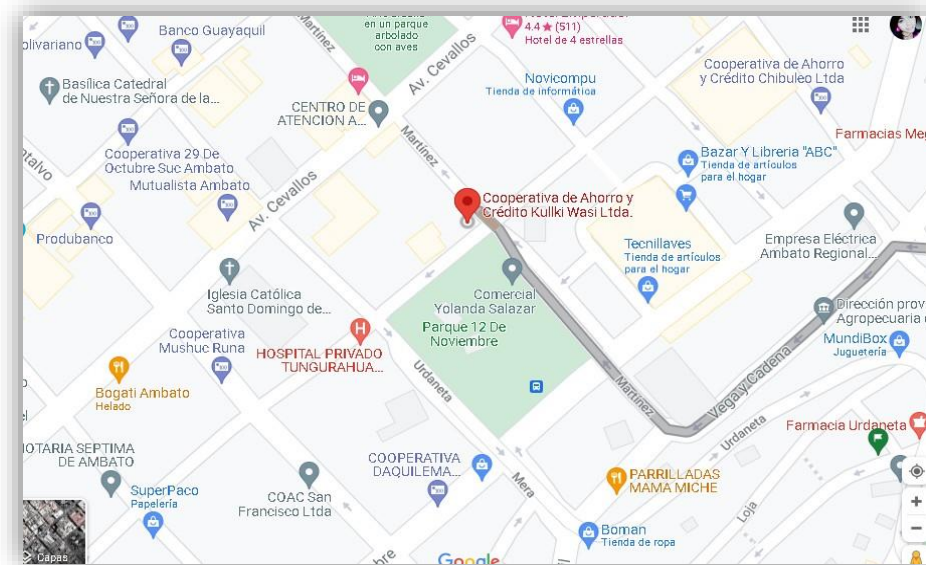 en un parque
arbolado
con aves
4.4★ (511)
Hotel de 4 estrellas
olivariano
Banco Guayaquil
Basílica Catedral
de Nuestra Señora de la...
CENTRO DE
ATENCION A...
Martínez
Av. Cevallos
Novicompu
Tienda de informática
Cooperativa de Ahorro
y Crédito Chibuleo Ltda
Farmacias Me
Cooperativa 29 De
Octubre Suc Ambato
Mutualista Ambato
Martínez
Bazar Y Libreria "ABC"
Tienda de artículos
para el hogar
Av. Cevallos
Cooperativa de Ahorro y
Crédito Kullki Wasi Ltda.
Produbanco
Tecnillaves
Tienda de artículos
para el hogar
Empresa Eléctrica
Ambato Regional...
Iglesia Católica
Santo Domingo de...
Comercial
Yolanda Salazar
Parque 12 De
Noviembre
Dirección prov
Agropecuaria
MundiBox
Juguetería
Cooperativa
Mushuc Runa
HOSPITAL PRIVADO
TUNGURAHUA...
Urdaneta
Martínez
Vega y Cadena
Urdaneta
Bogati Ambato
Helado
Farmacia Urdaneta
NOTARIA SEPTIMA
DE AMBATO
COOPERATIVA
DAQUILEMA...
Mera
PARRILLADAS
MAMA MICHE
SuperPaco
Papelería
COAC San
Francisco Ltda
Loja
Boman
Tienda de ropa
Capas
bre
Google